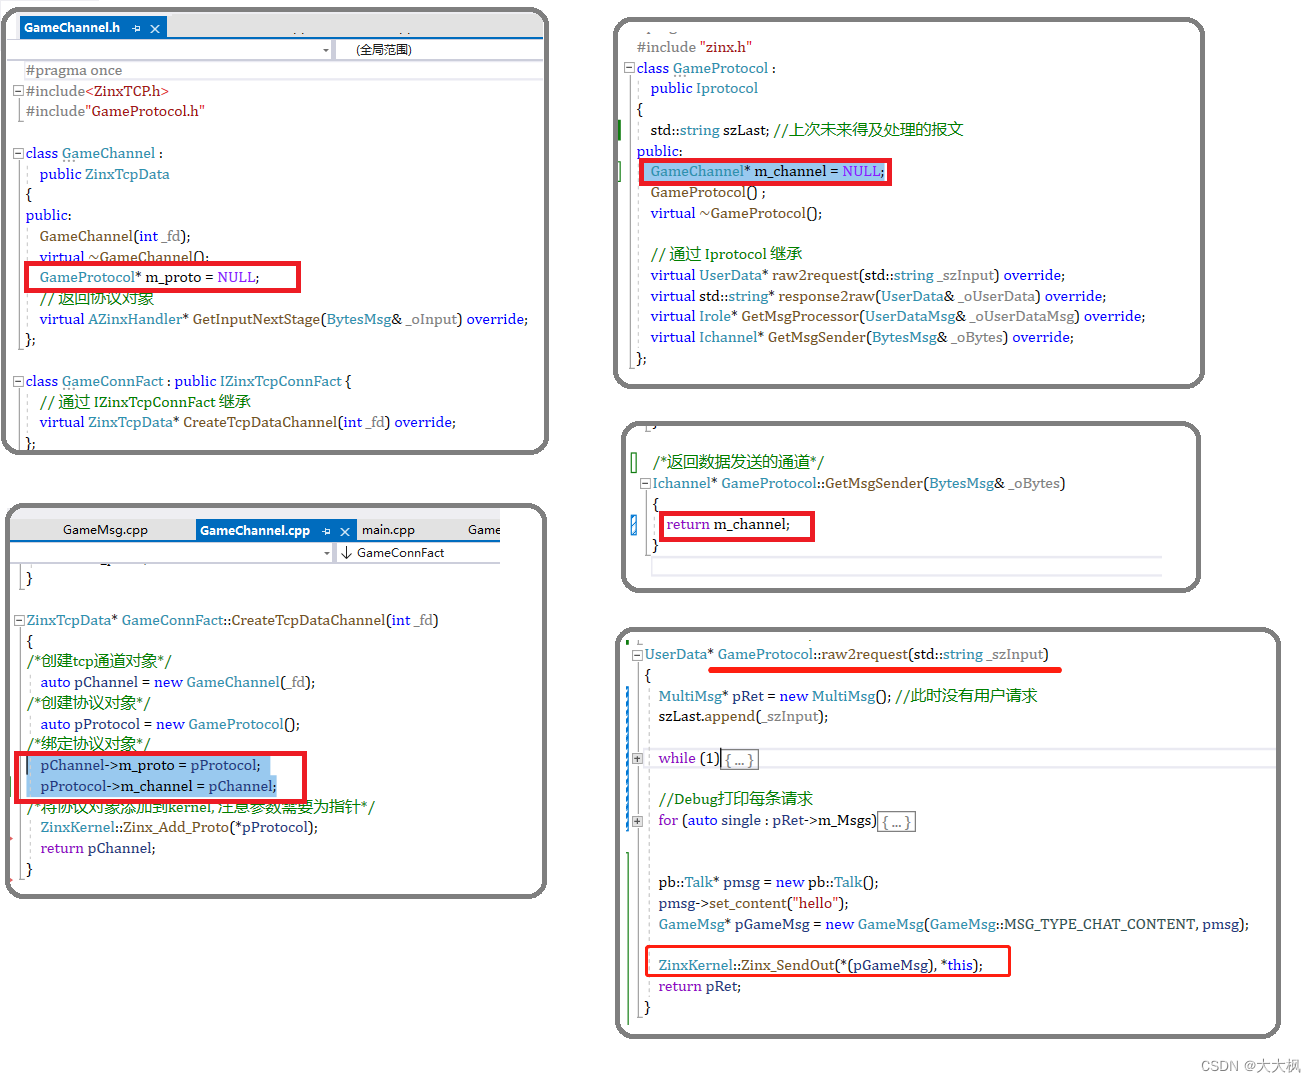 GameChannel.h
(全局范围)
#pragma once
#include<ZinxTCP.h>
#include"GameProtocol.h"
class GameChannel :
public ZinxTcpData
{
public:
GameChannel(int _fd);
virtual ~GameChannel();
GameProtocol* m_proto = NULL;
// 返回协议对象
virtual AZinxHandler* GetInputNextStage(BytesMsg& _oInput) override;
};
class GameConnFact : public IZinxTcpConnFact {
// 通过 IZinxTcpConnFact 继承
virtual ZinxTcpData* CreateTcpDataChannel(int _fd) override;
};
GameMsg.cpp GameChannel.cpp main.cpp Game
GameConnFact
}
ZinxTcpData* GameConnFact::CreateTcpDataChannel(int _fd)
{
/*创建tcp通道对象*/
auto pChannel = new GameChannel(_fd);
/*创建协议对象*/
auto pProtocol = new GameProtocol();
/*绑定协议对象*/
pChannel->m_proto = pProtocol;
pProtocol->m_channel = pChannel;
/*将协议对象添加到kernel, 注意参数需要为指针*/
ZinxKernel::Zinx_Add_Proto(*pProtocol);
return pChannel;
}
#include "zinx.h"
class GameProtocol :
public Iprotocol
{
std::string szLast; //上次未来得及处理的报文
public:
GameChannel* m_channel = NULL;
GameProtocol() ;
virtual ~GameProtocol();
// 通过 Iprotocol 继承
virtual UserData* raw2request(std::string _szInput) override;
virtual std::string* response2raw(UserData& _oUserData) override;
virtual Irole* GetMsgProcessor(UserDataMsg& _oUserDataMsg) override;
virtual Ichannel* GetMsgSender(BytesMsg& _oBytes) override;
};
/*返回数据发送的通道*/
Ichannel* GameProtocol::GetMsgSender(BytesMsg& _oBytes)
{
return m_channel;
}
UserData* GameProtocol::raw2request(std::string _szInput)
{
MultiMsg* pRet = new MultiMsg(); //此时没有用户请求
szLast.append(_szInput);
while (1){ ... }
//Debug打印每条请求
for (auto single : pRet->m_Msgs){ ... }
pb::Talk* pmsg = new pb::Talk();
pmsg->set_content("hello");
GameMsg* pGameMsg = new GameMsg(GameMsg::MSG_TYPE_CHAT_CONTENT, pmsg);
ZinxKernel::Zinx_SendOut(*(pGameMsg), *this);
return pRet;
}
CSDN @大大枫